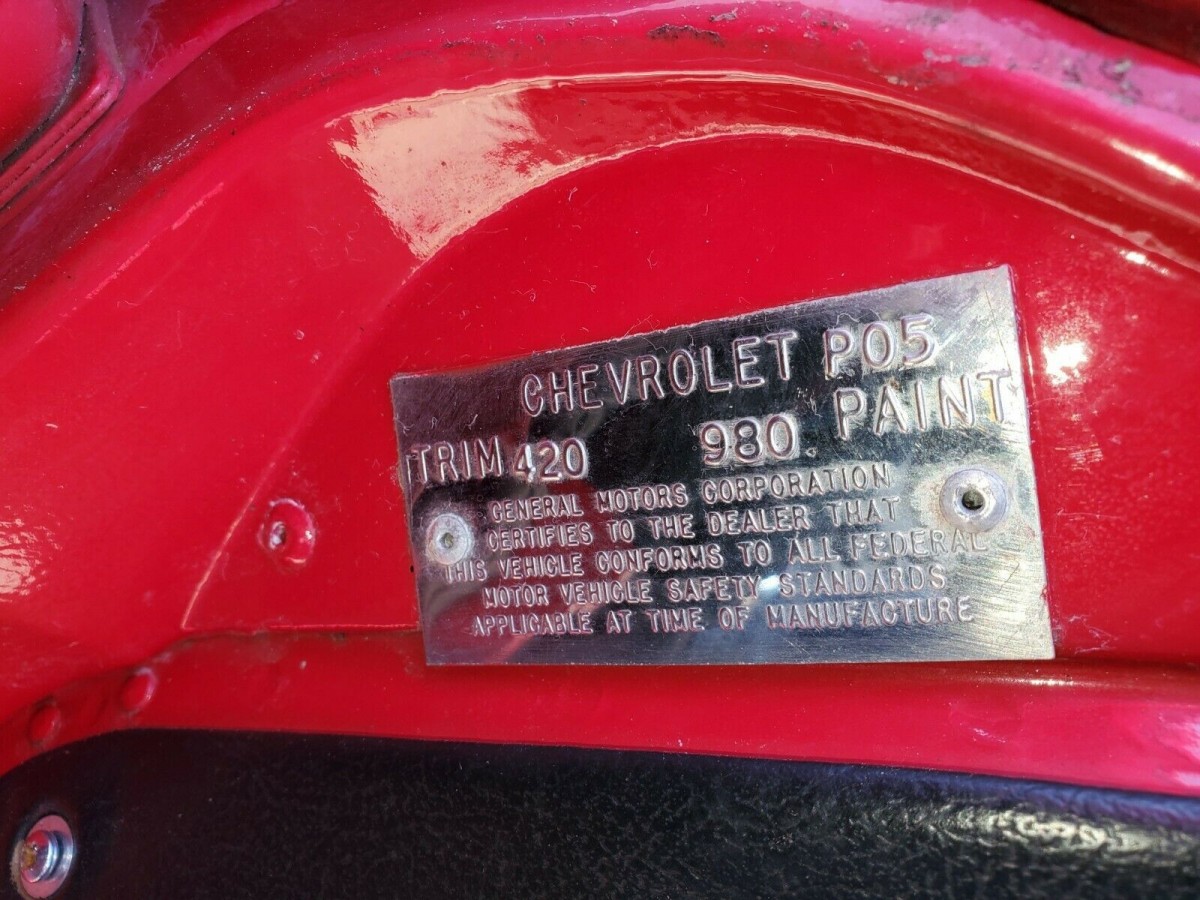 CHEVROLET P05
TRIM 420 980 PAINT
GENERAL MOTORS CORPORATION
CERTIFIES TO THE DEALER THAT
THIS VEHICLE CONFORMS TO ALL FEDERAL
MOTOR VEHICLE SAFETY STANDARDS
APPLICABLE AT TIME OF MANUFACTURE